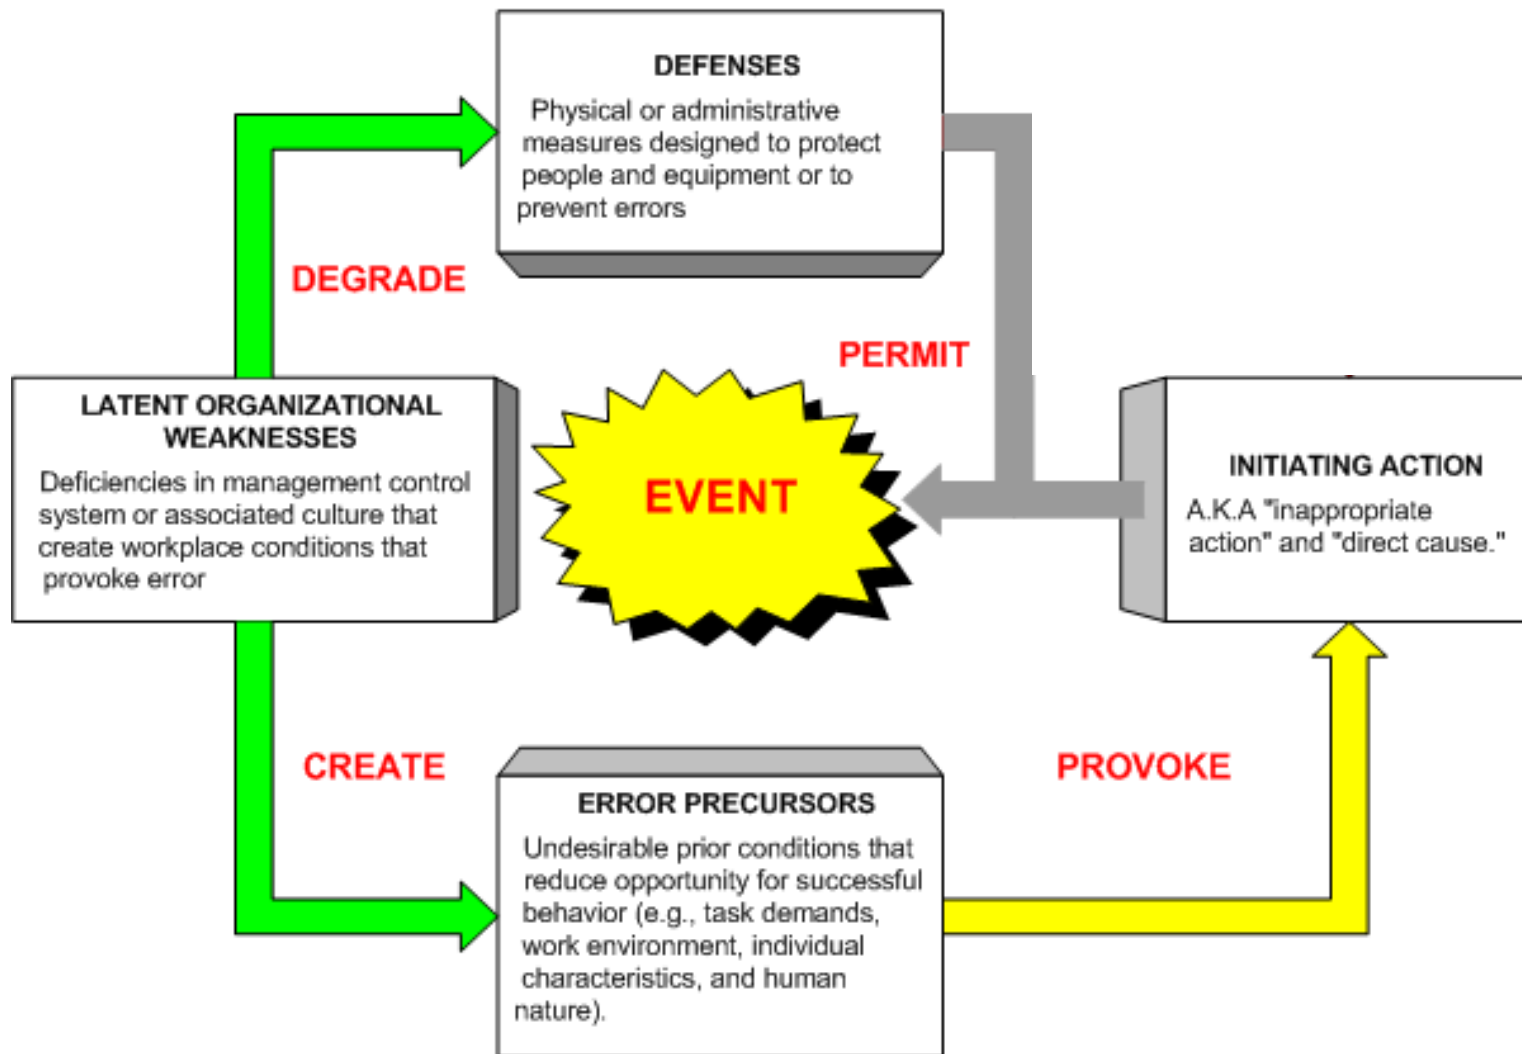 DEFENSES
Physical or administrative
measures designed to protect
people and equipment or to
prevent errors
DEGRADE
PERMIT
LATENT ORGANIZATIONAL
WEAKNESSES
Deficiencies in management control
system or associated culture that
create workplace conditions that
provoke error
EVENT
INITIATING ACTION
A.K.A "inappropriate
action" and "direct cause."
CREATE
PROVOKE
ERROR PRECURSORS
Undesirable prior conditions that
reduce opportunity for successful
behavior (e.g., task demands,
work environment, individual
characteristics, and human
nature).